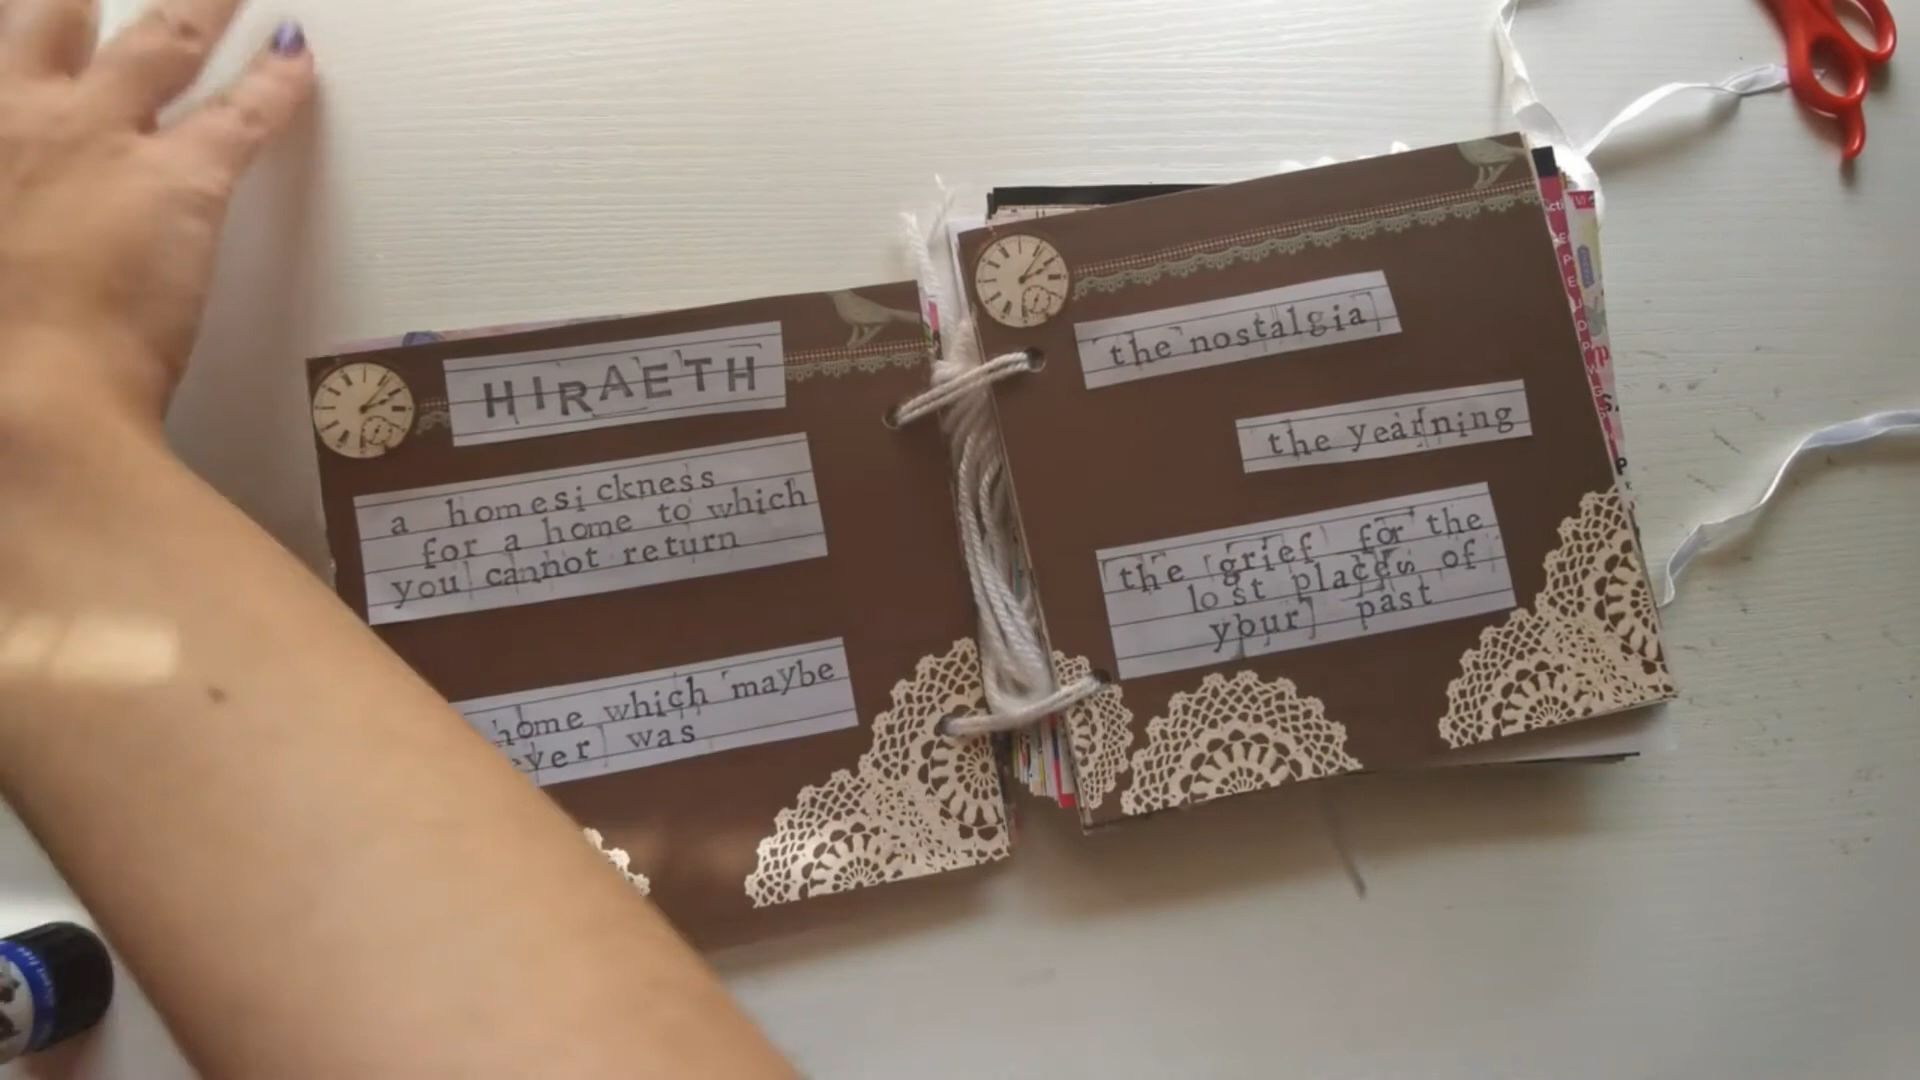 HIRAETH
a homesickness
for a home to which
you cannot return
home which maybe
was
the nostalgia
the yearning
the grief for the
lost places of
your past